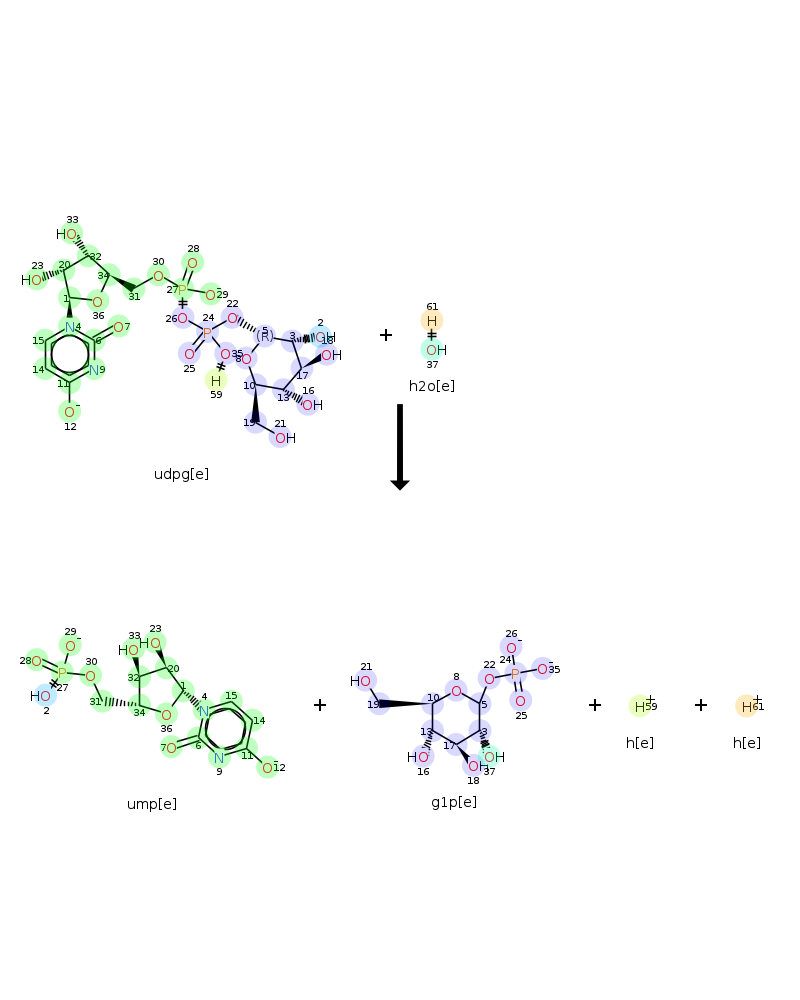 33
HO
23
HO
20
32
34
1
36
31
30
O
28
O
27
P
O
-
29
26
O
24
P
22
O
25
O
O
35
H
59
5
(R)
3
2
OH
18
OH
17
8
O
10
13
16
OH
19
21
OH
N
4
15
14
6
O
7
N
9
11
O
-
12
+
61
H
OH
37
h2o[e]
udpg[e]
29
O
-
28
O
P
27
HO
2
30
O
31
33
HO
23
HO
32
20
34
O
36
1
4
N
15
14
6
7
O
N
9
11
O
-
12
ump[e]
+
21
HO
19
8
O
10
5
13
3
17
HO
16
OH
18
OH
37
22
O
24
P
26
O
-
O
-
35
O
25
g1p[e]
+
H
+
59
h[e]
+
H
+
61
h[e]